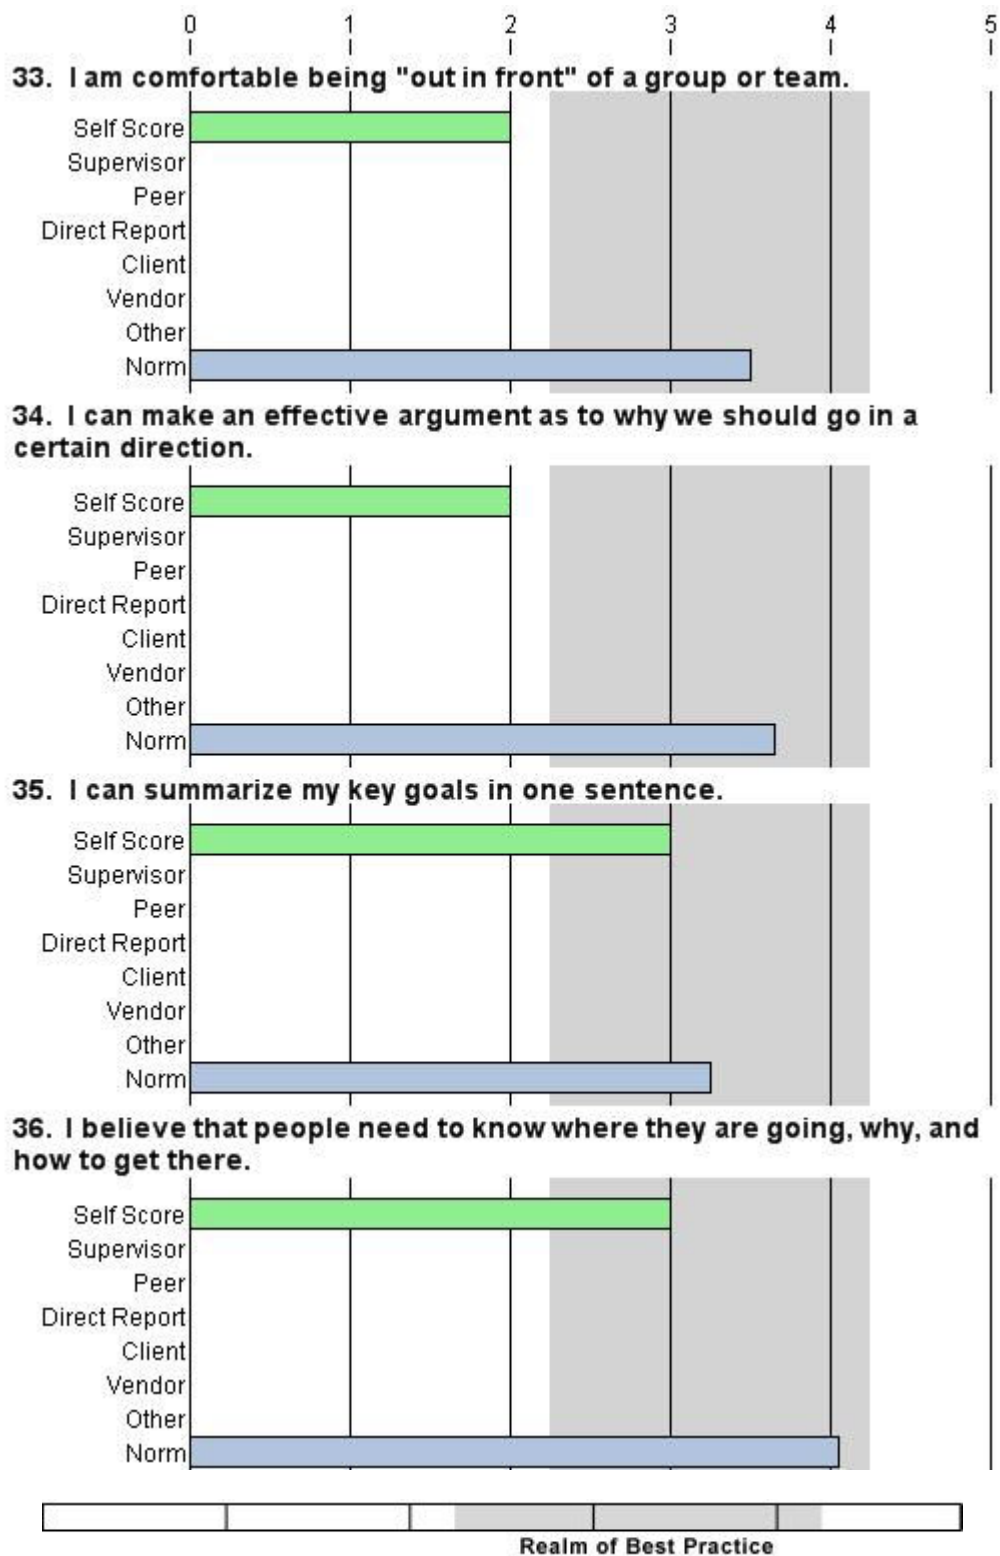 0 1 2 3 4 5
33. I am comfortable being "out in front" of a group or team.
Self Score
Supervisor
Peer
Direct Report
Client
Vendor
Other
Norm
34. I can make an effective argument as to why we should go in a
certain direction.
Self Score
Supervisor
Peer
Direct Report
Client
Vendor
Other
Norm
35. I can summarize my key goals in one sentence.
Self Score
Supervisor
Peer
Direct Report
Client
Vendor
Other
Norm
36. I believe that people need to know where they are going, why, and
how to get there.
Self Score
Supervisor
Peer
Direct Report
Client
Vendor
Other
Norm
Realm of Best Practice